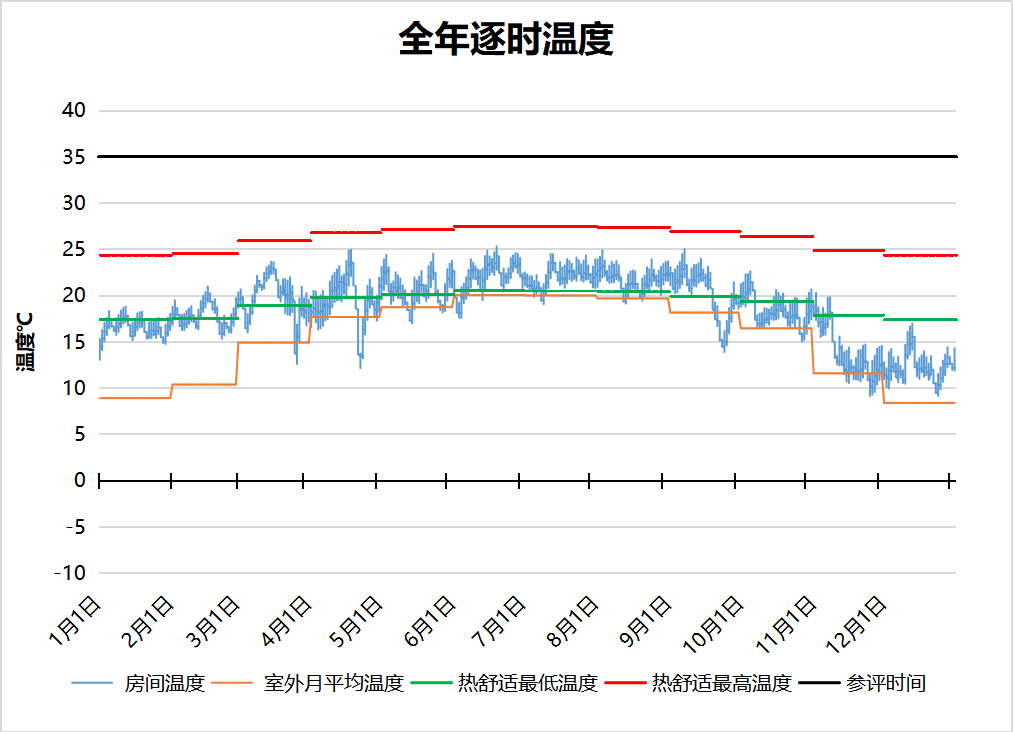 全年逐时温度
40
35
30
25
20
15
10
5
0
-5
-10
温度℃
1月1日
2月1日
3月1日
4月1日
5月1日
6月1日
7月1日
8月1日
9月1日
10月1日
11月1日
12月1日
房间温度 室外月平均温度 热舒适最低温度 热舒适最高温度 参评时间